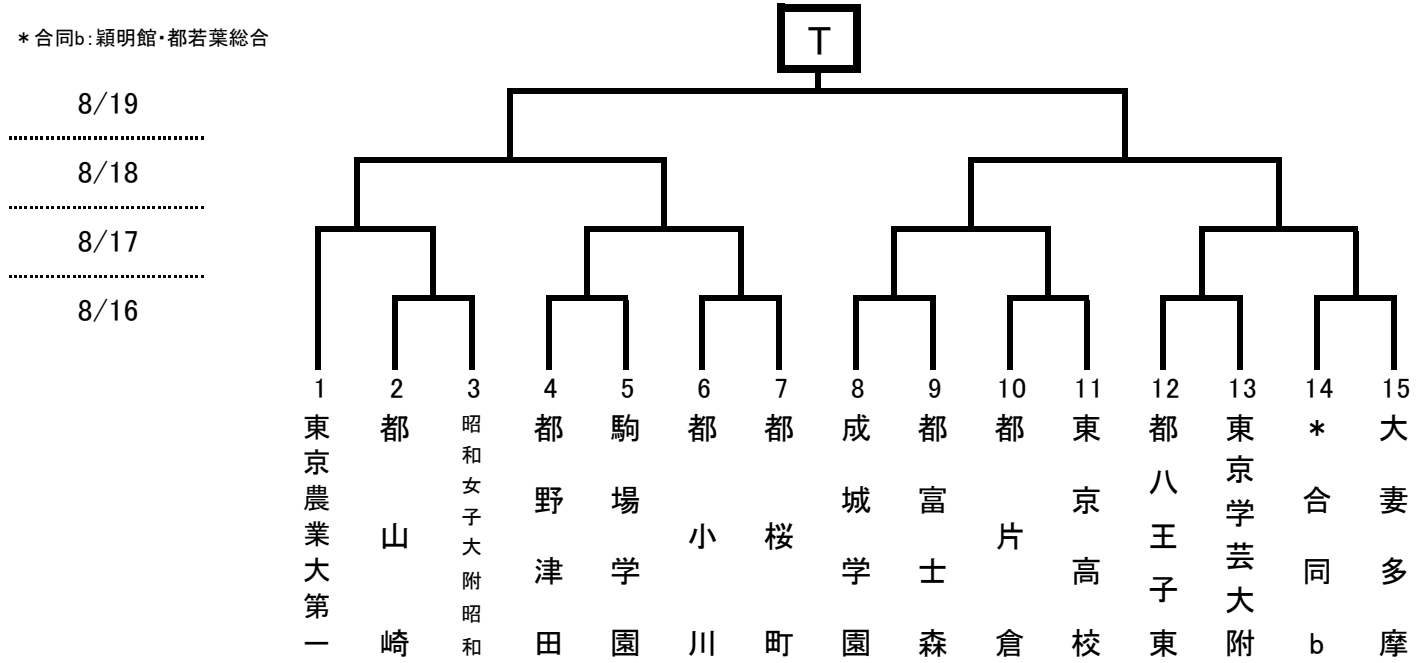 *合同b:穎明館・都若葉総合
T
8/19
8/18
8/17
8/16
1
2
3
4
5
6
7
8
9
10
11
12
13
14
15
東京農業大第一
都山崎
昭和女子大附昭和
都野津田
駒場学園
都小川
都桜町
成城学園
都富士森
都片倉
東京高校
都八王子東
東京学芸大附
*合同b
大妻多摩